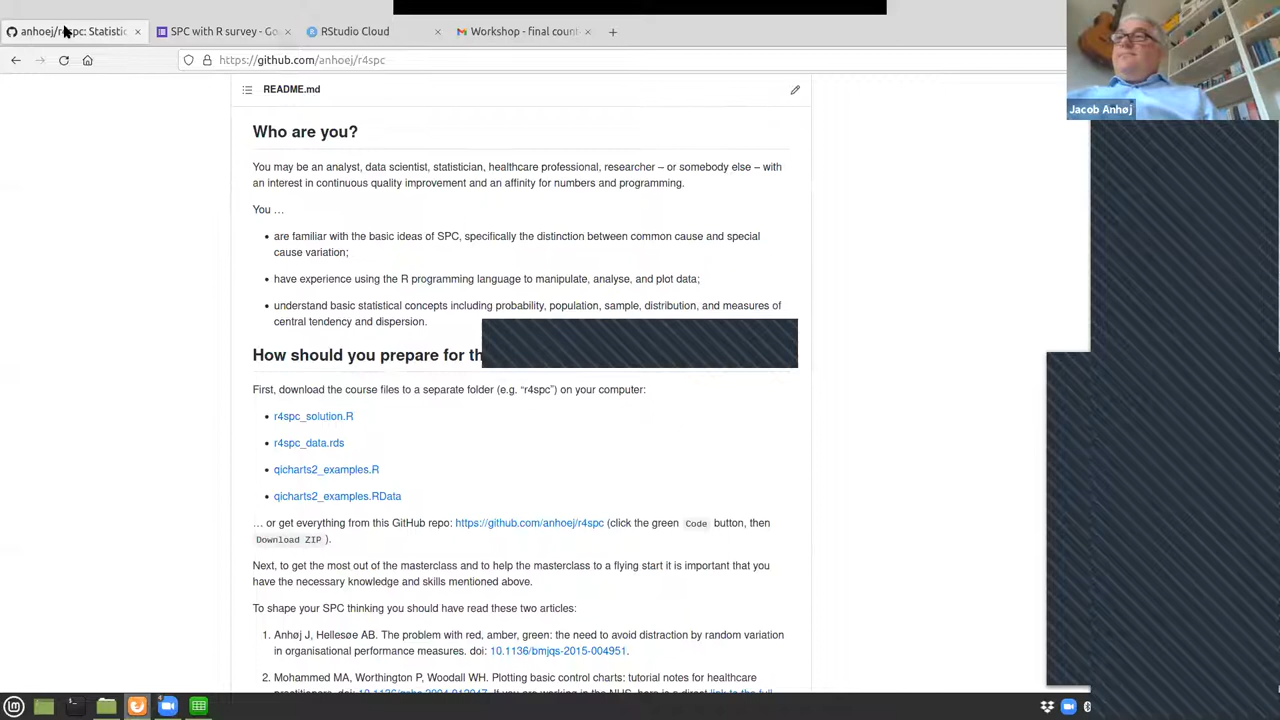 anhoej/r4spc: Statistic
SPC with R survey - Go
RStudio Cloud
Workshop - final count
https://github.com/anhoej/r4spc
Jacob Anhøj
README.md
Who are you?
You may be an analyst, data scientist, statistician, healthcare professional, researcher – or somebody else – with
an interest in continuous quality improvement and an affinity for numbers and programming.
You …
• are familiar with the basic ideas of SPC, specifically the distinction between common cause and special
cause variation;
• have experience using the R programming language to manipulate, analyse, and plot data;
• understand basic statistical concepts including probability, population, sample, distribution, and measures of
central tendency and dispersion.
How should you prepare for th
First, download the course files to a separate folder (e.g. “r4spc”) on your computer:
• r4spc_solution.R
• r4spc_data.rds
• qicharts2_examples.R
• qicharts2_examples.RData
… or get everything from this GitHub repo: https://github.com/anhoej/r4spc (click the green Code button, then
Download ZIP ).
Next, to get the most out of the masterclass and to help the masterclass to a flying start it is important that you
have the necessary knowledge and skills mentioned above.
To shape your SPC thinking you should have read these two articles:
1. Anhøj J, Hellesøe AB. The problem with red, amber, green: the need to avoid distraction by random variation
in organisational performance measures. doi: 10.1136/bmjqs-2015-004951.
2. Mohammed MA, Worthington P, Woodall WH. Plotting basic control charts: tutorial notes for healthcare